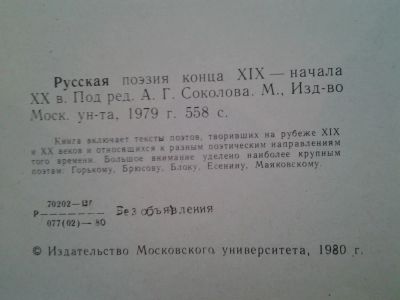 Русская поэзия конца XIX — начала
XX в. Под ред. А. Г. Соколова. М., Изд-во
Моск. ун-та, 1979 г. 558 с.
Книга включает тексты поэтов, творивших на рубеже XIX
и XX веков и относящихся к разным поэтическим направлениям
того времени. Большое внимание уделено наиболее крупным
поэтам: Горькому, Брюсову, Блоку, Есенину, Маяковскому.
70202—
Р Без объявления
077(02)—80
© Издательство Московского университета, 1980 г.